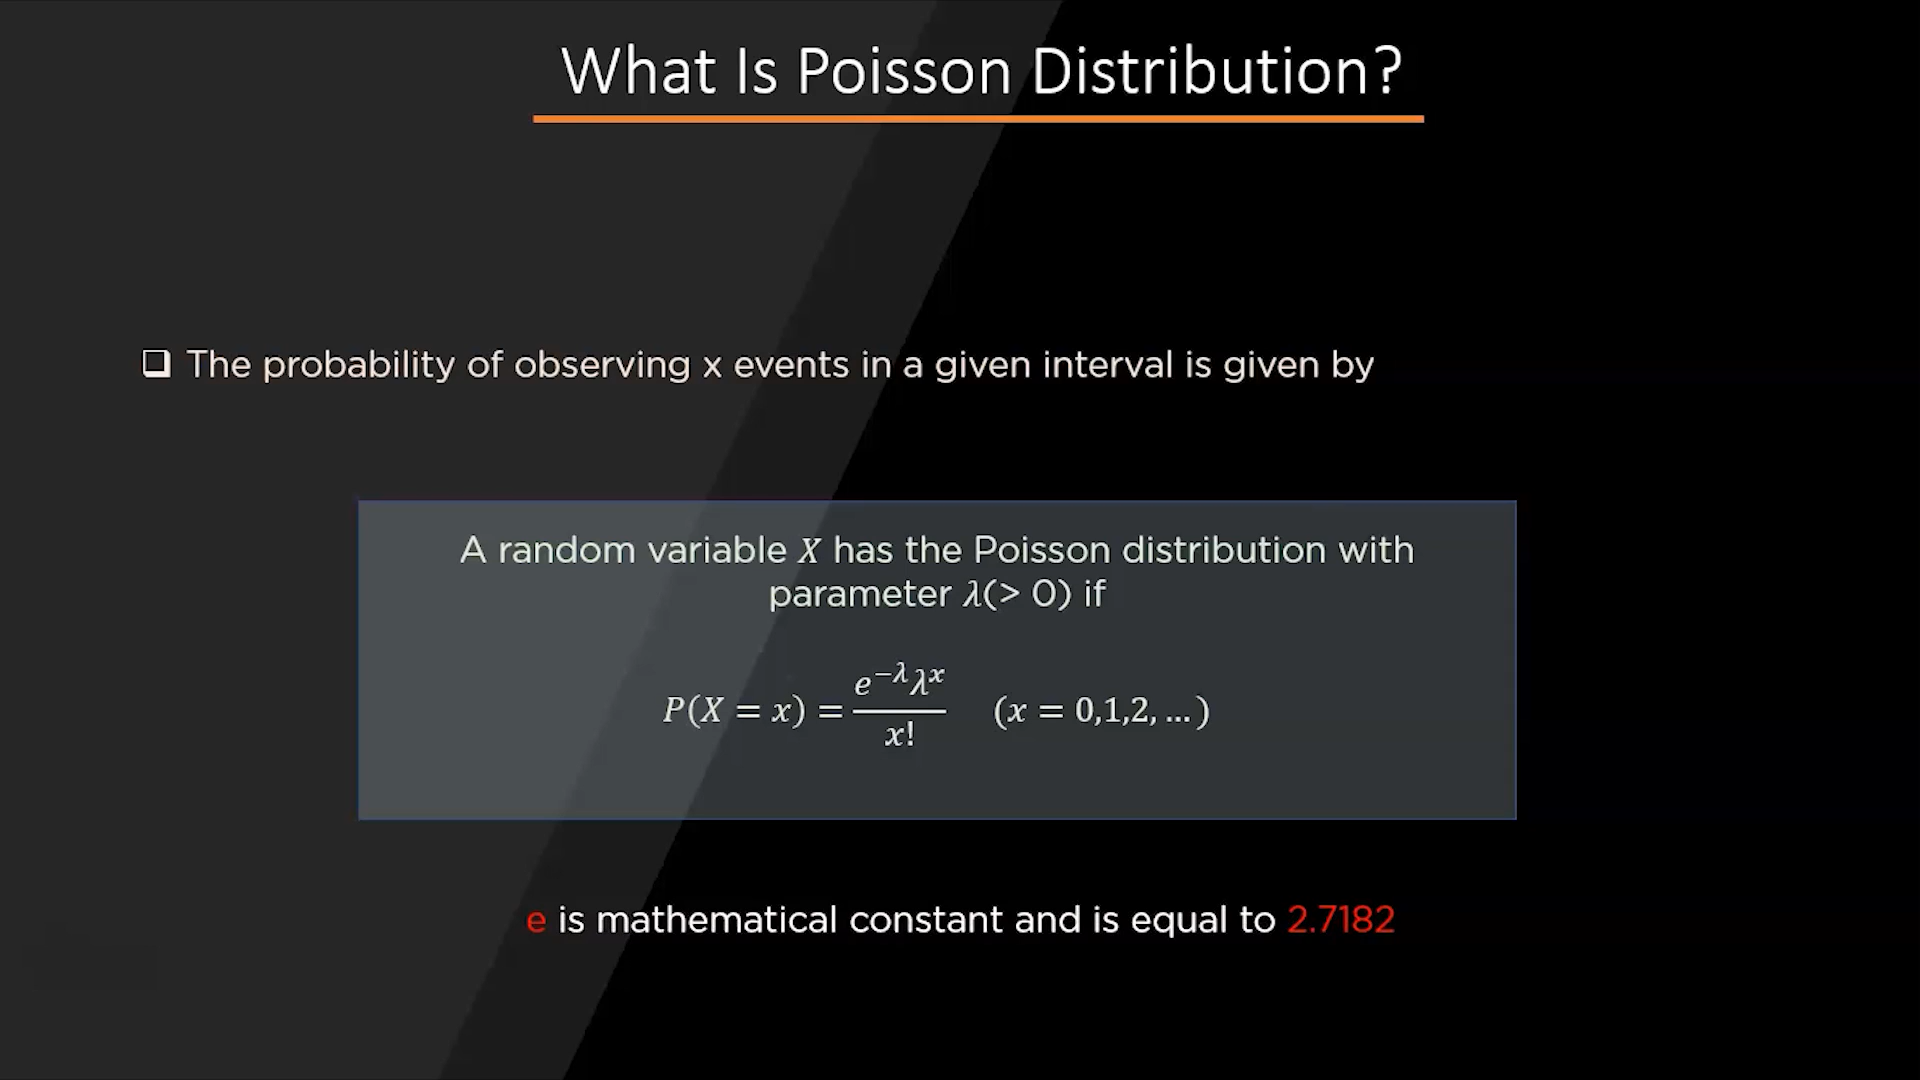 What Is Poisson Distribution?
❑ The probability of observing x events in a given interval is given by
A random variable X has the Poisson distribution with
parameter λ(> 0) if
P(X = x) = \frac{e^{-λ}λ^{x}}{x!} (x = 0,1,2, ... )
e is mathematical constant and is equal to 2.7182